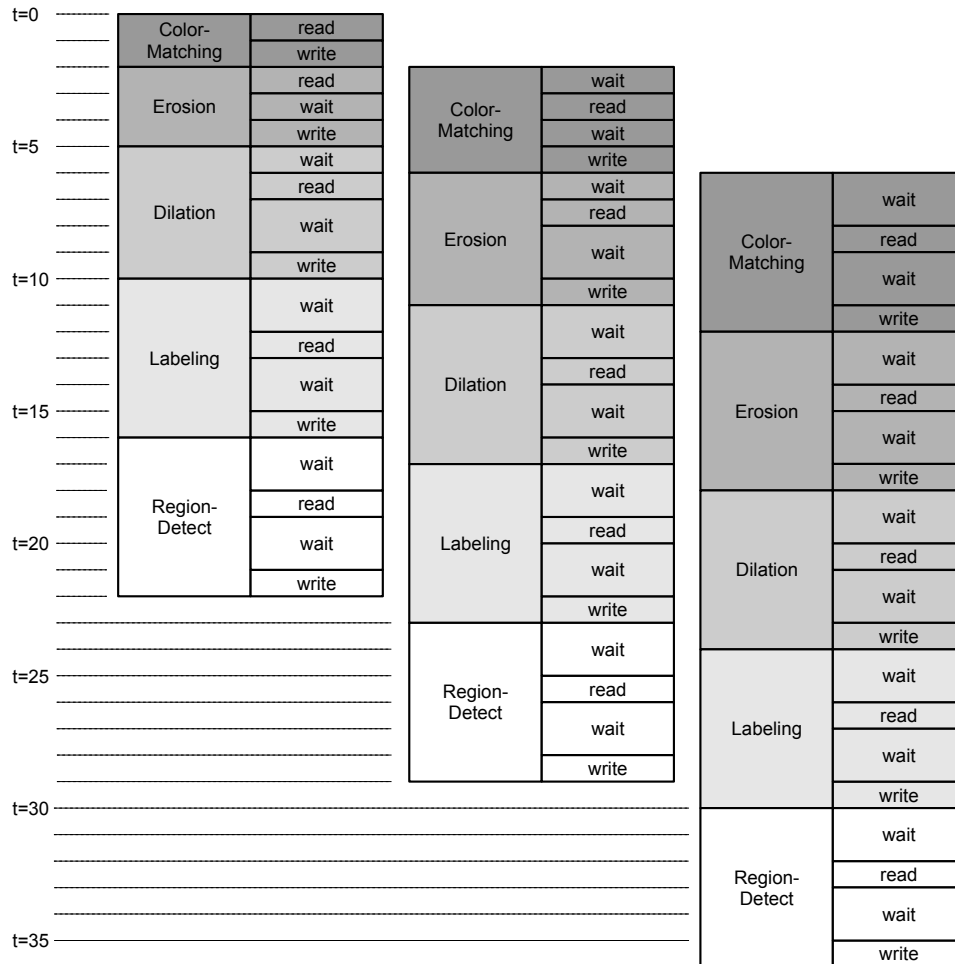 t=0
t=5
t=10
t=15
t=20
t=25
t=30
t=35
Color-
Matching
read
write
Erosion
read
wait
write
Dilation
wait
read
wait
write
Labeling
wait
read
wait
write
Region-
Detect
wait
read
wait
write
Color-
Matching
wait
read
wait
write
Erosion
wait
read
wait
write
Dilation
wait
read
wait
write
Labeling
wait
read
wait
write
Region-
Detect
wait
read
wait
write
Color-
Matching
wait
read
wait
write
Erosion
wait
read
wait
write
Dilation
wait
read
wait
write
Labeling
wait
read
wait
write
Region-
Detect
wait
read
wait
write